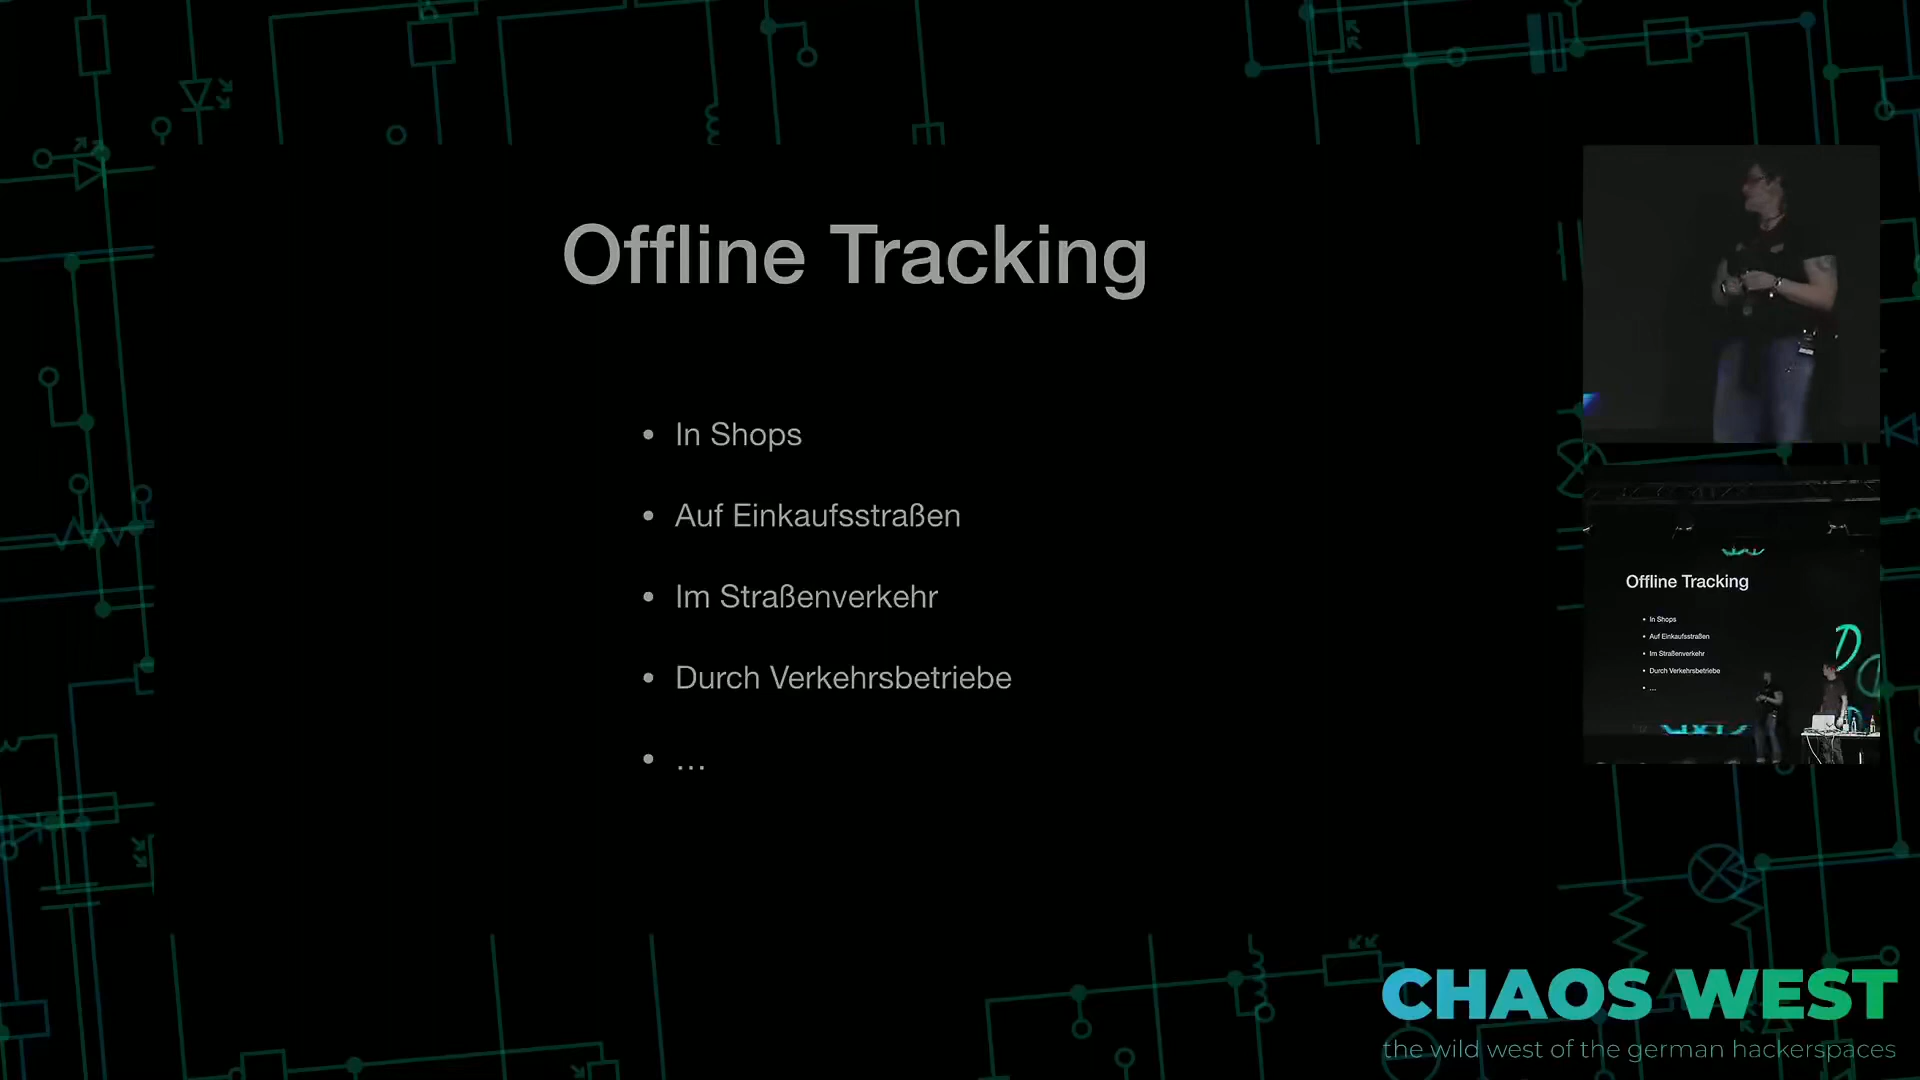 Offline Tracking
• In Shops
• Auf Einkaufsstraßen
• Im Straßenverkehr
• Durch Verkehrsbetriebe
• ...
Offline Tracking
• In Shops
• Auf Einkaufsstraßen
• Im Straßenverkehr
• Durch Verkehrsbetriebe
• ...
D
CHAOS WEST
the wild west of the german hackerspaces